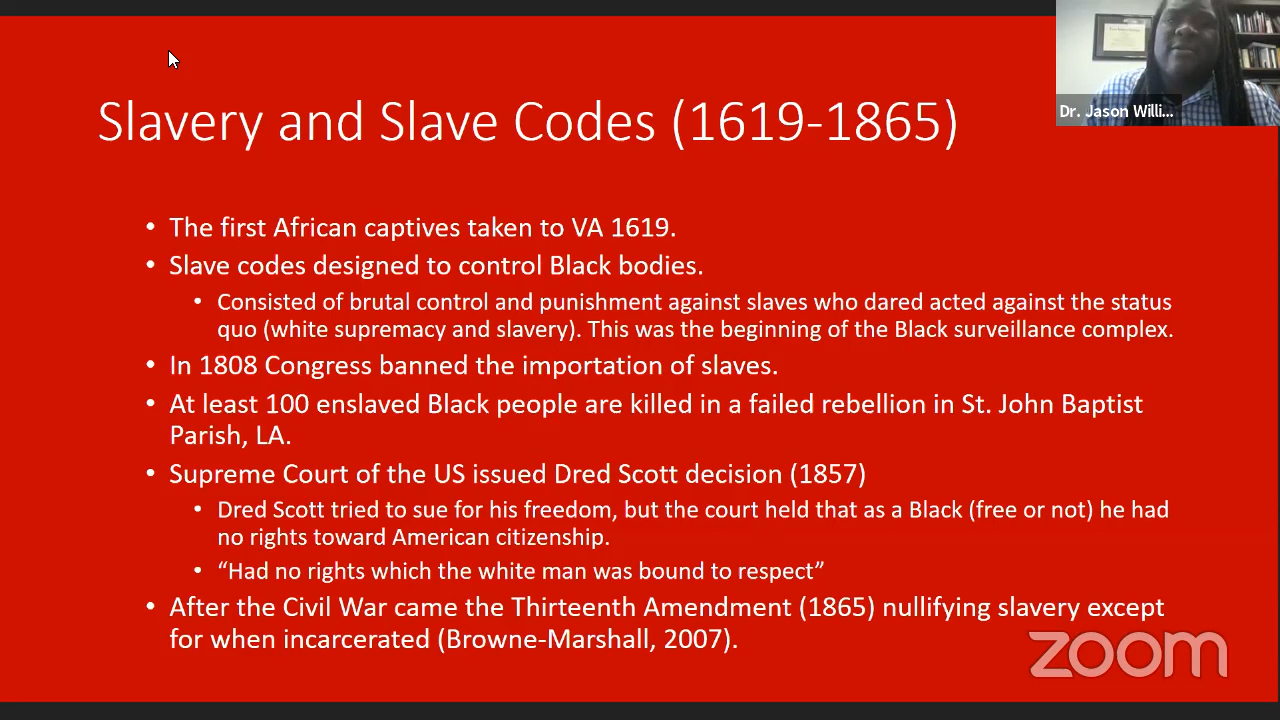 Slavery and Slave Codes (1619-1865)
Dr. Jason Willi...
• The first African captives taken to VA 1619.
• Slave codes designed to control Black bodies.
• Consisted of brutal control and punishment against slaves who dared acted against the status
quo (white supremacy and slavery). This was the beginning of the Black surveillance complex.
• In 1808 Congress banned the importation of slaves.
• At least 100 enslaved Black people are killed in a failed rebellion in St. John Baptist
Parish, LA.
• Supreme Court of the US issued Dred Scott decision (1857)
• Dred Scott tried to sue for his freedom, but the court held that as a Black (free or not) he had
no rights toward American citizenship.
• “Had no rights which the white man was bound to respect”
• After the Civil War came the Thirteenth Amendment (1865) nullifying slavery except
for when incarcerated (Browne-Marshall, 2007).
zoom